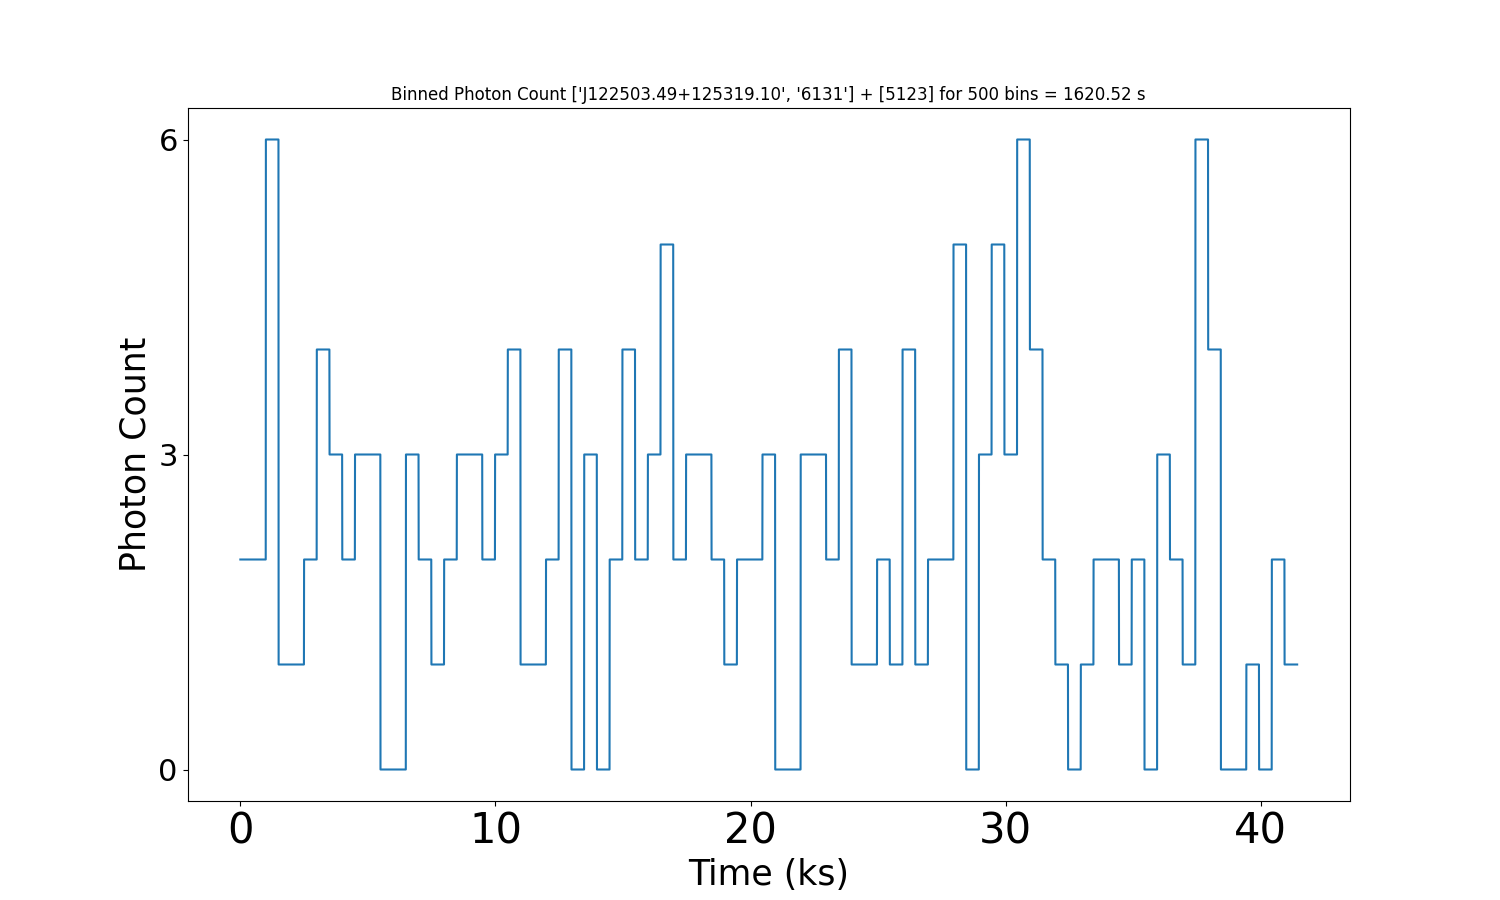 Binned Photon Count ['J122503.49+125319.10', '6131'] + [5123] for 500 bins = 1620.52 s
6
3
0
Photon Count
0 10 20 30 40
Time (ks)